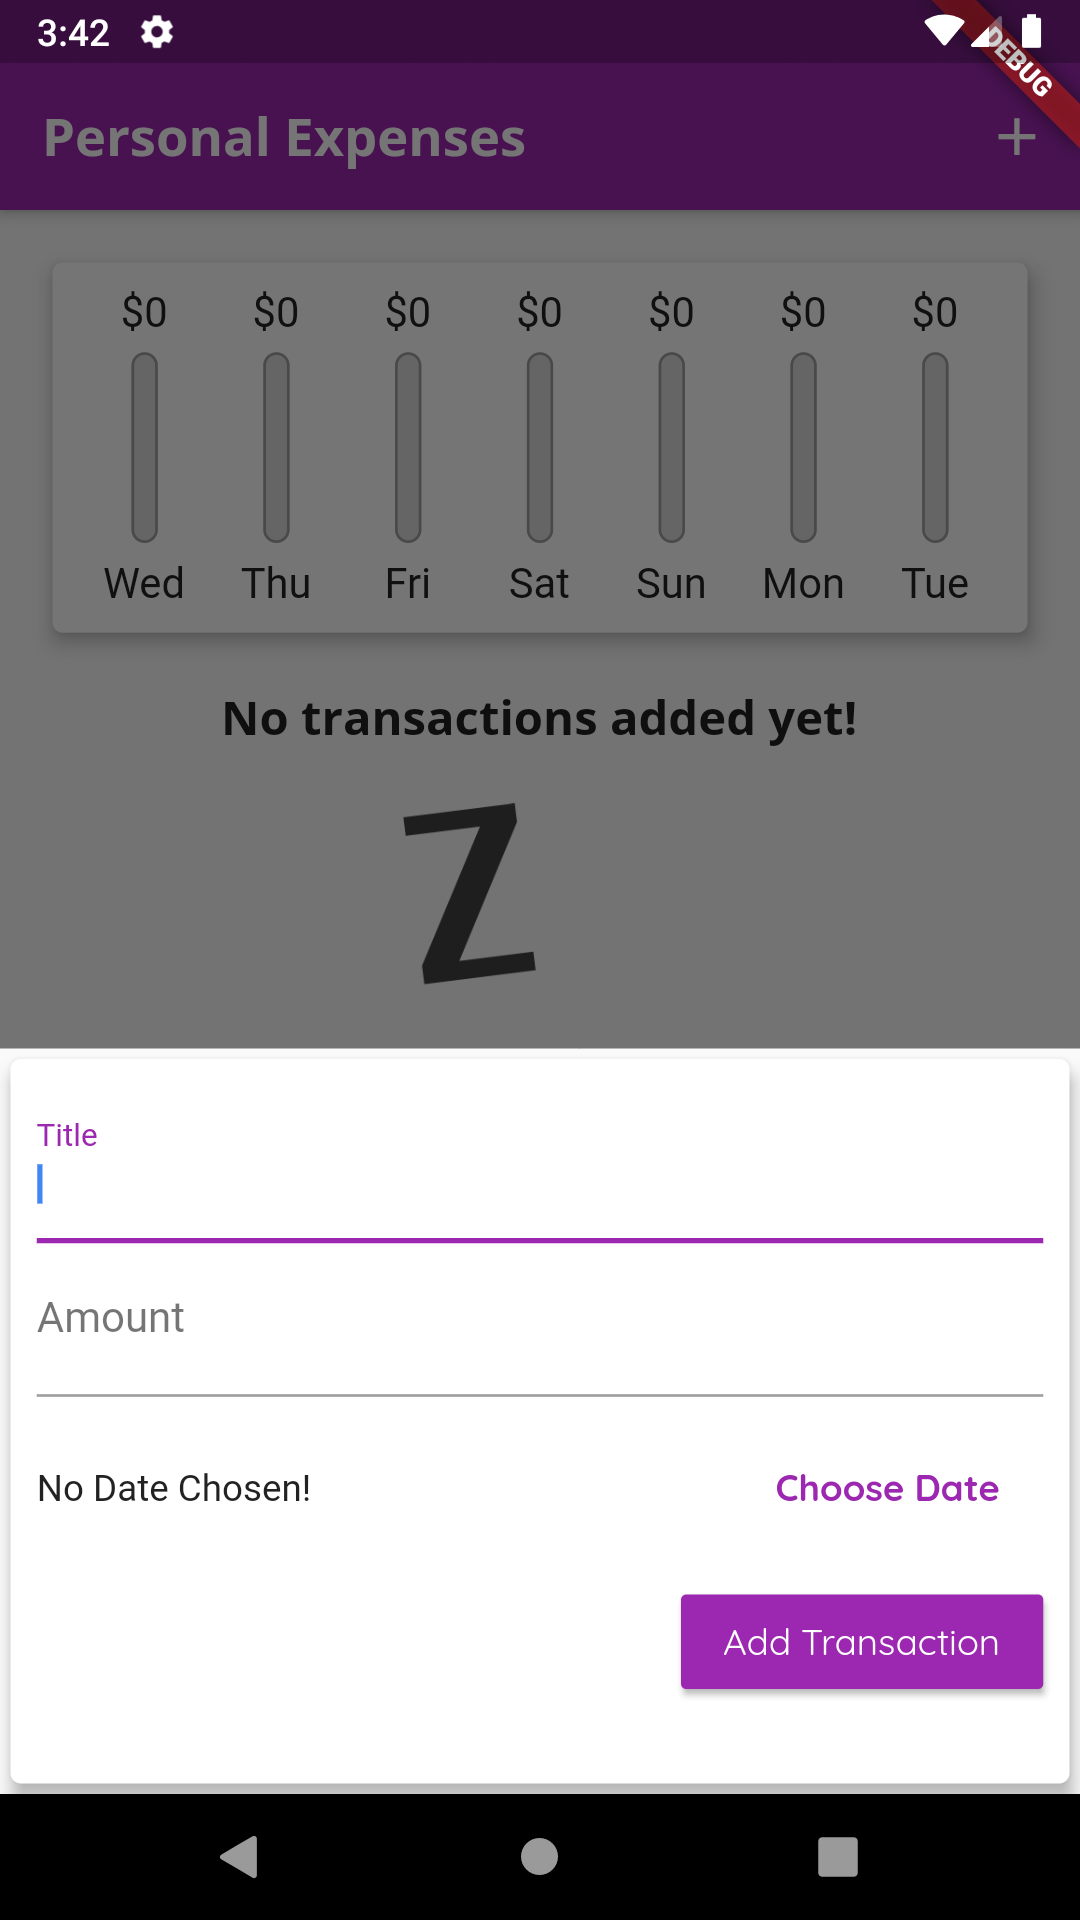 3:42
DEBUG
Personal Expenses
$0 $0 $0 $0 $0 $0 $0
Wed Thu Fri Sat Sun Mon Tue
No transactions added yet!
Z
Title
Amount
No Date Chosen! Choose Date
Add Transaction